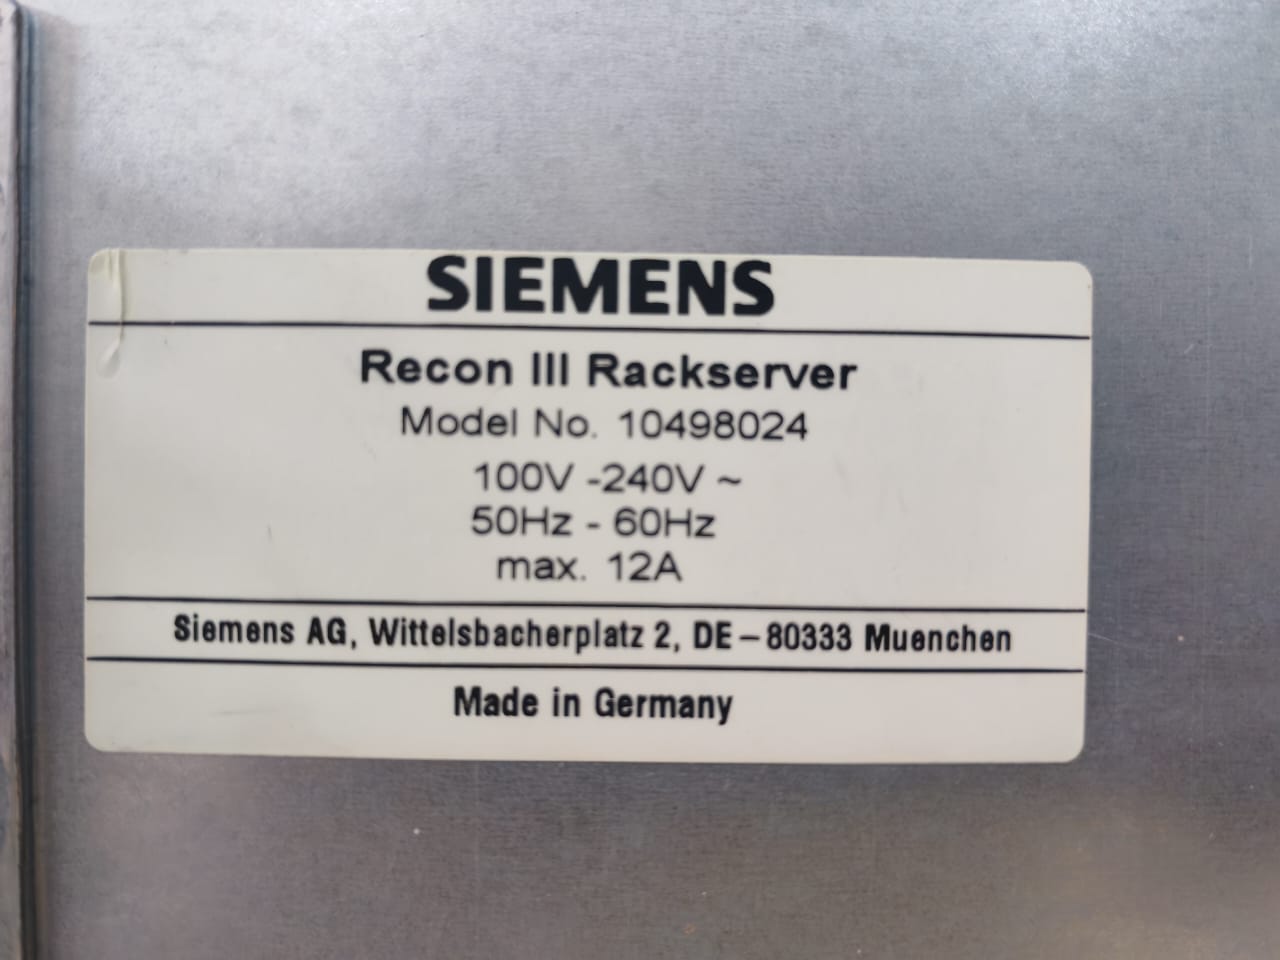 SIEMENS
Recon III Rackserver
Model No. 10498024
100V -240V ~
50Hz - 60Hz
max. 12A
Siemens AG, Wittelsbacherplatz 2, DE – 80333 Muenchen
Made in Germany